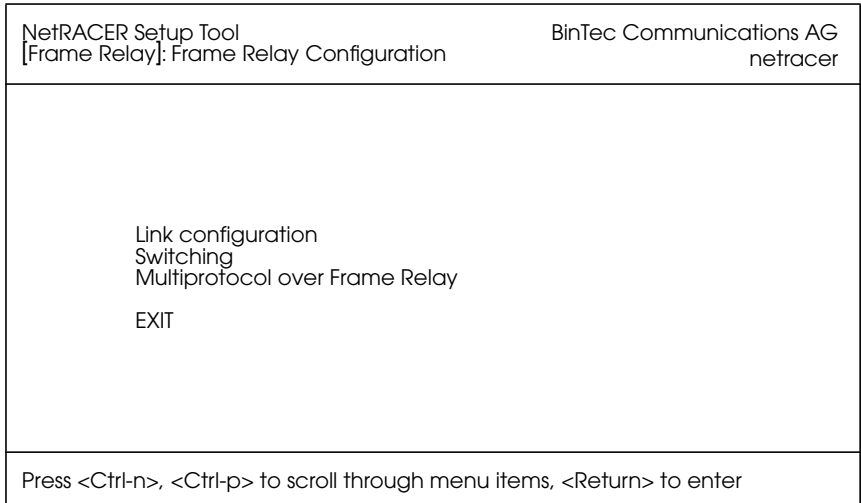 NetRACER Setup Tool BinTec Communications AG
[Frame Relay]: Frame Relay Configuration netracer
Link configuration
Switching
Multiprotocol over Frame Relay
EXIT
Press <Ctrl-n>, <Ctrl-p> to scroll through menu items, <Return> to enter